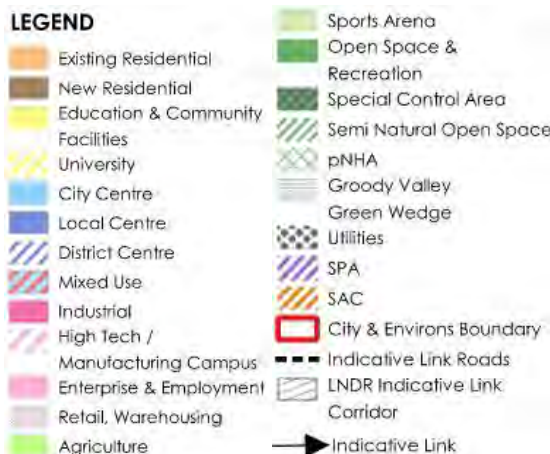 LEGEND
Existing Residential
New Residential
Education & Community
Facilities
University
City Centre
Local Centre
District Centre
Mixed Use
Industrial
High Tech /
Manufacturing Campus
Enterprise & Employment
Retail, Warehousing
Agriculture
Sports Arena
Open Space &
Recreation
Special Control Area
Semi Natural Open Space
pNHA
Groody Valley
Green Wedge
Utilities
SPA
SAC
City & Environs Boundary
Indicative Link Roads
LNDR Indicative Link
Corridor
Indicative Link